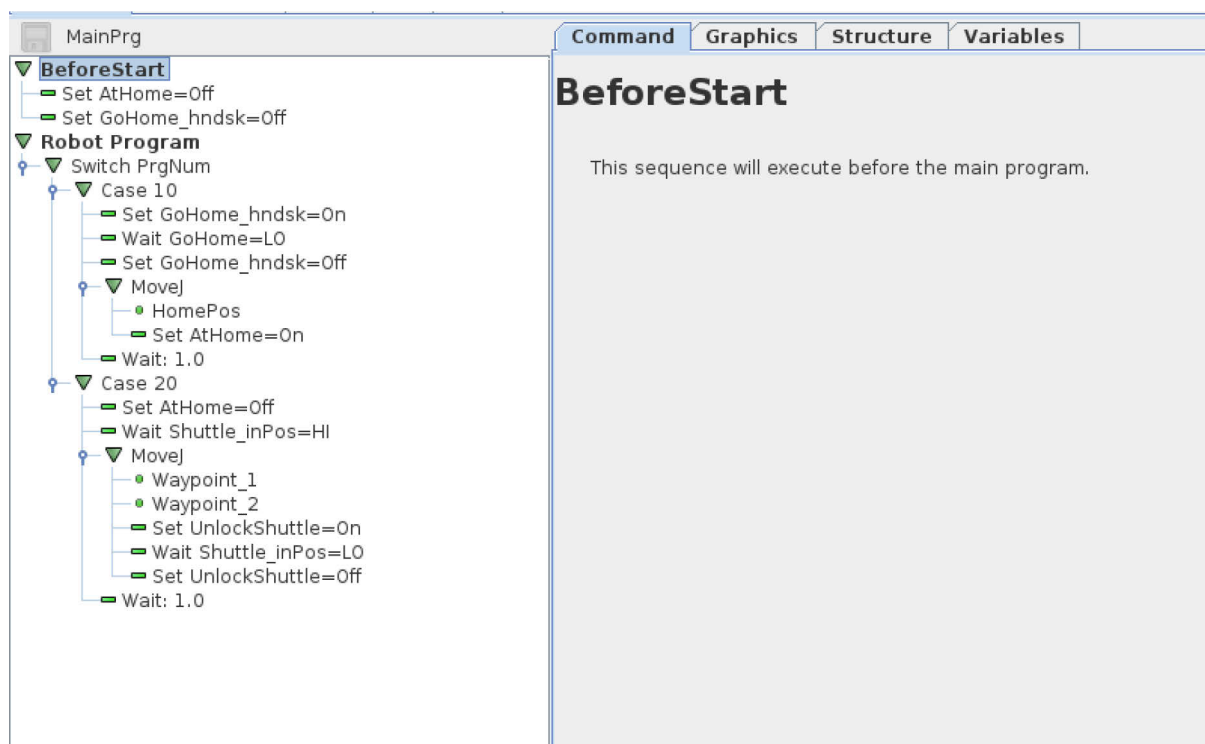 MainPrg
BeforeStart
Set AtHome=Off
Set GoHome_hndsk=Off
Robot Program
Switch PrgNum
Case 10
Set GoHome_hndsk=On
Wait GoHome=LO
Set GoHome_hndsk=Off
MoveJ
HomePos
Set AtHome=On
Wait: 1.0
Case 20
Set AtHome=Off
Wait Shuttle_inPos=HI
MoveJ
Waypoint_1
Waypoint_2
Set UnlockShuttle=On
Wait Shuttle_inPos=LO
Set UnlockShuttle=Off
Wait: 1.0
Command Graphics Structure Variables
BeforeStart
This sequence will execute before the main program.